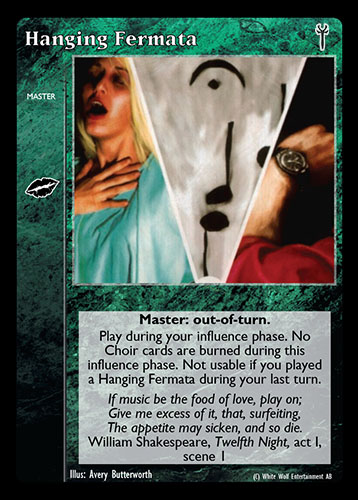 Hanging Fermata
MASTER
Master: out-of-turn.
Play during your influence phase. No
Choir cards are burned during this
influence phase. Not usable if you played
a Hanging Fermata during your last turn.
If music be the food of love, play on;
Give me excess of it, that, surfeiting,
The appetite may sicken, and so die.
William Shakespeare, Twelfth Night, act I,
scene 1
Illus: Avery Butterworth
(C) White Wolf Entertainment AB